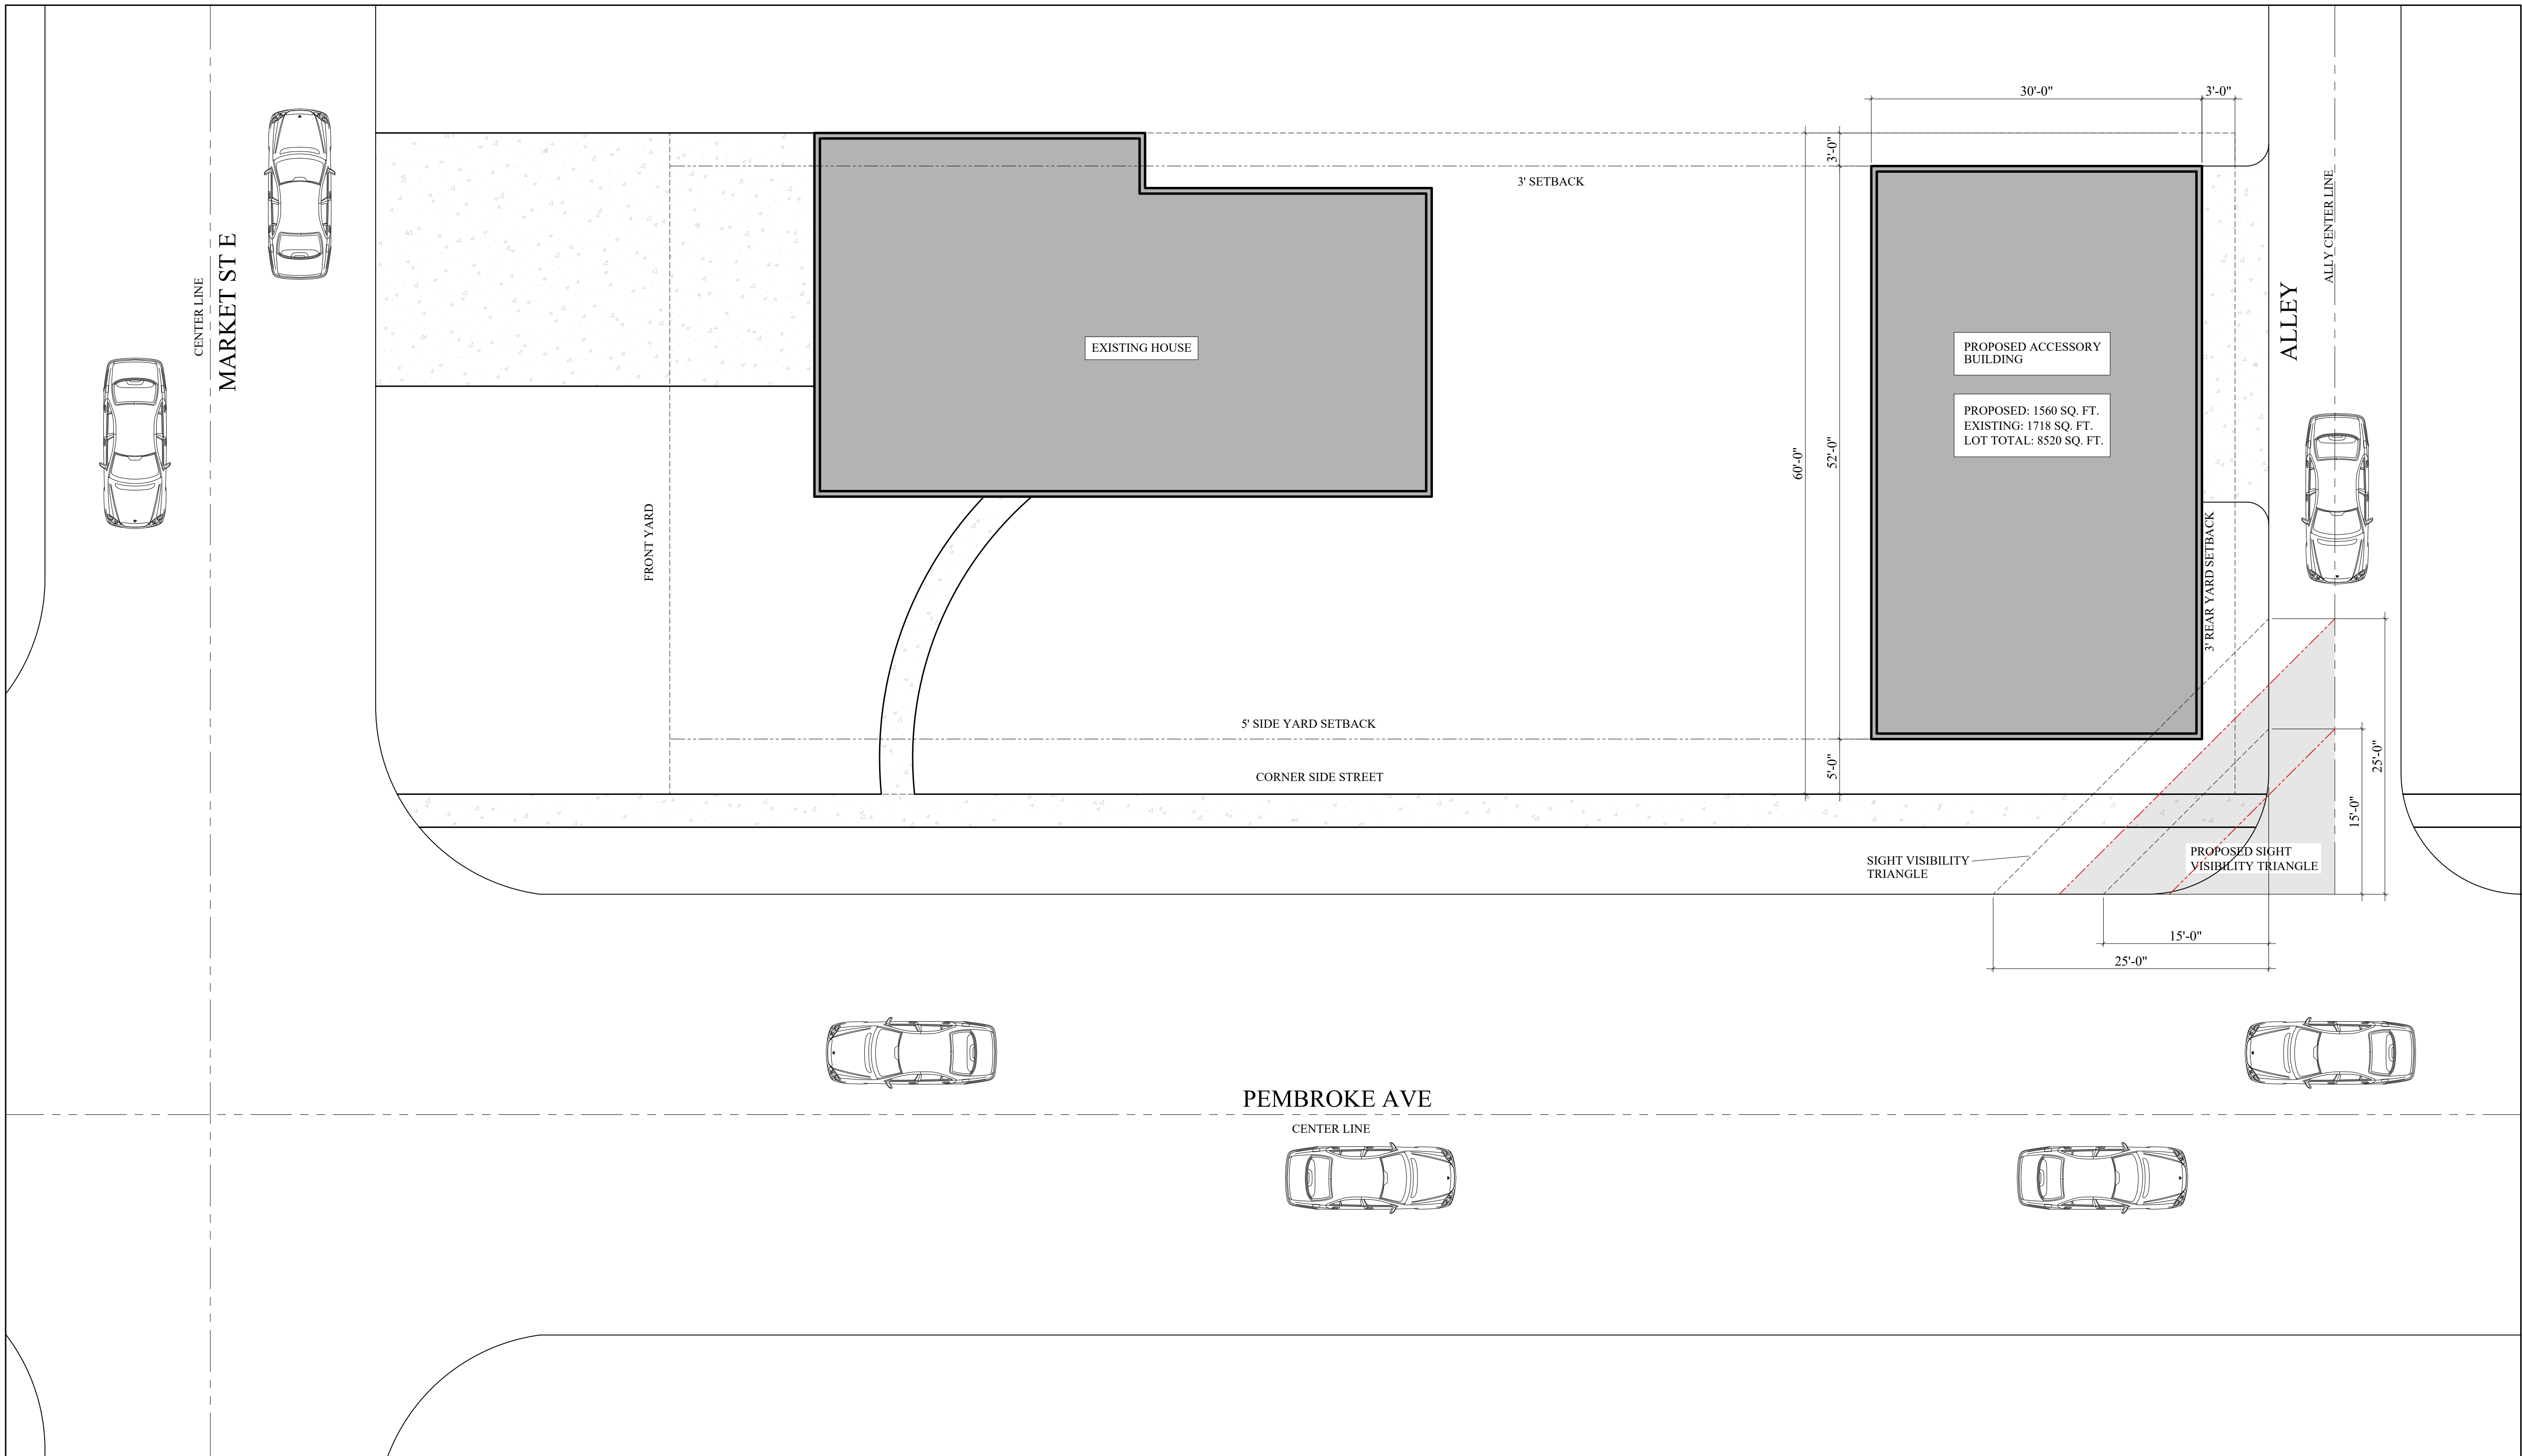 30'-0"
3'-0"
3'-0"
3' SETBACK
ALLY CENTER LINE
CENTER LINE
MARKET ST E
ALLEY
EXISTING HOUSE
PROPOSED ACCESSORY
BUILDING
PROPOSED: 1560 SQ. FT.
EXISTING: 1718 SQ. FT.
LOT TOTAL: 8520 SQ. FT.
60'-0"
52'-0"
FRONT YARD
3' REAR YARD SETBACK
5' SIDE YARD SETBACK
5'-0"
25'-0"
CORNER SIDE STREET
15'-0"
SIGHT VISIBILITY
TRIANGLE
PROPOSED SIGHT
VISIBILITY TRIANGLE
15'-0"
25'-0"
PEMBROKE AVE
CENTER LINE